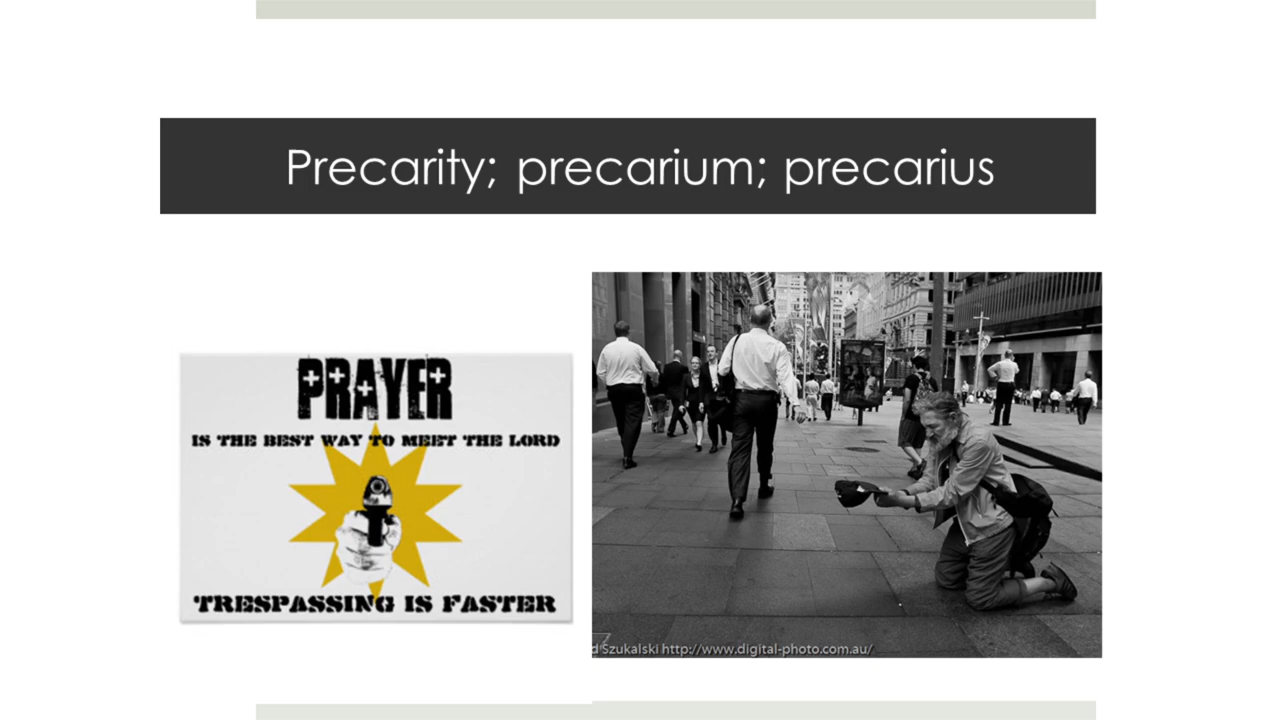 Precarity; precarium; precarius
PRAYER
IS THE BEST WAY TO MEET THE LORD
TRESPASSING IS FASTER
d Szukalski http://www.digital-photo.com.au/